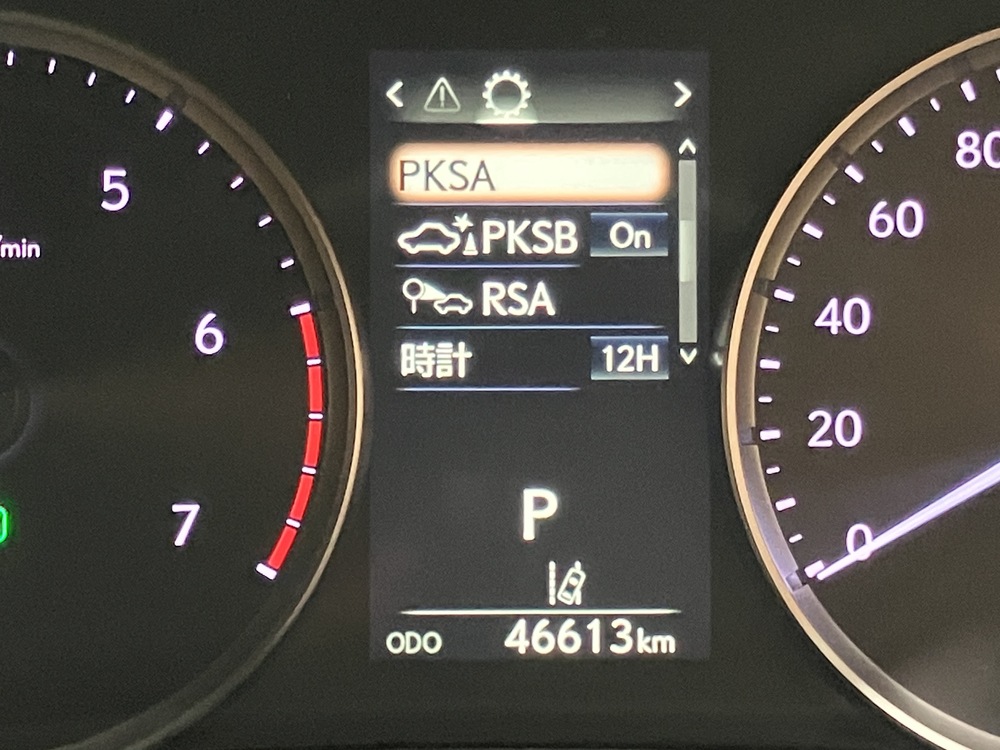 PKSA
PKSB On
RSA
時計 12H
P
ODO 46613km
5
/min
6
7
80
60
40
20
0